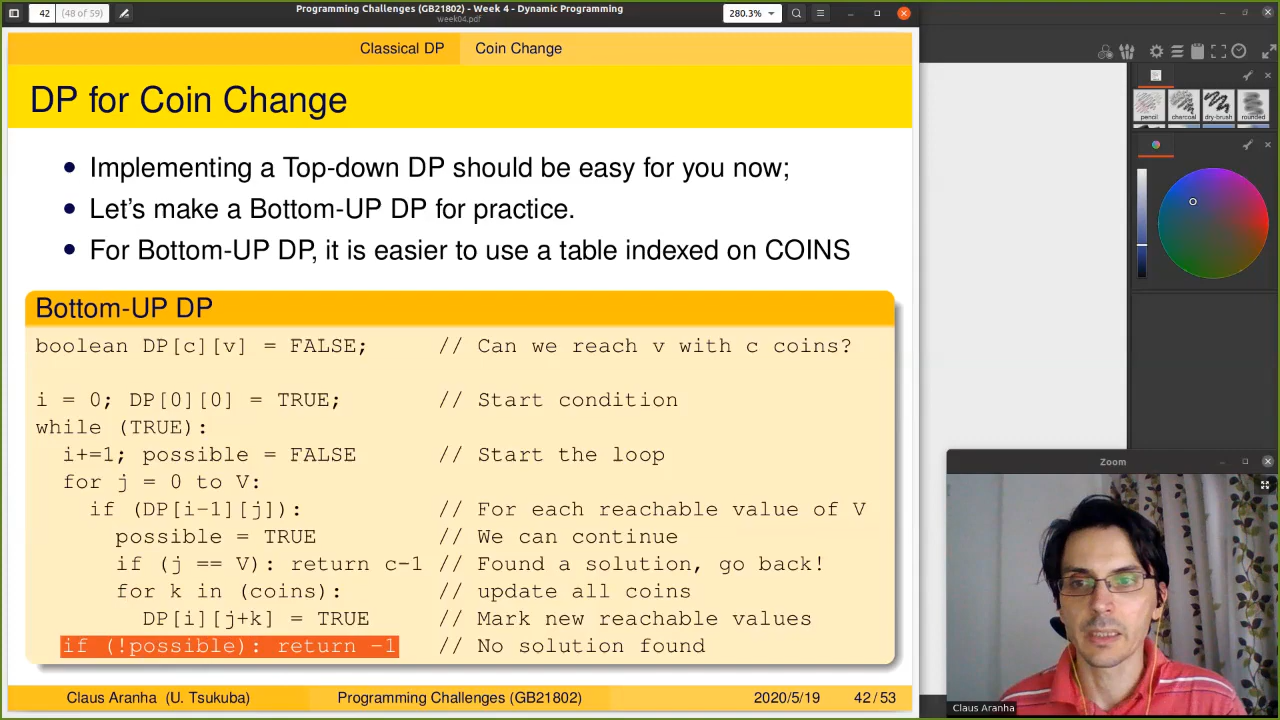 42 (48 of 59) Programming Challenges (GB21802) - Week 4 - Dynamic Programming 280.3%
week04.pdf
Classical DP Coin Change
DP for Coin Change
• Implementing a Top-down DP should be easy for you now;
• Let's make a Bottom-UP DP for practice.
• For Bottom-UP DP, it is easier to use a table indexed on COINS
Bottom-UP DP
boolean DP[c][v] = FALSE; // Can we reach v with c coins?
i = 0; DP[0][0] = TRUE; // Start condition
while (TRUE):
i+=1; possible = FALSE // Start the loop
for j = 0 to V:
if (DP[i-1][j]): // For each reachable value of V
possible = TRUE // We can continue
if (j == V): return c-1 // Found a solution, go back!
for k in (coins): // update all coins
DP[i][j+k] = TRUE // Mark new reachable values
if (!possible): return -1 // No solution found
Claus Aranha (U. Tsukuba) Programming Challenges (GB21802) 2020/5/19 42 / 53
pencil charcoal dry-brush rounded
Zoom
Claus Aranha